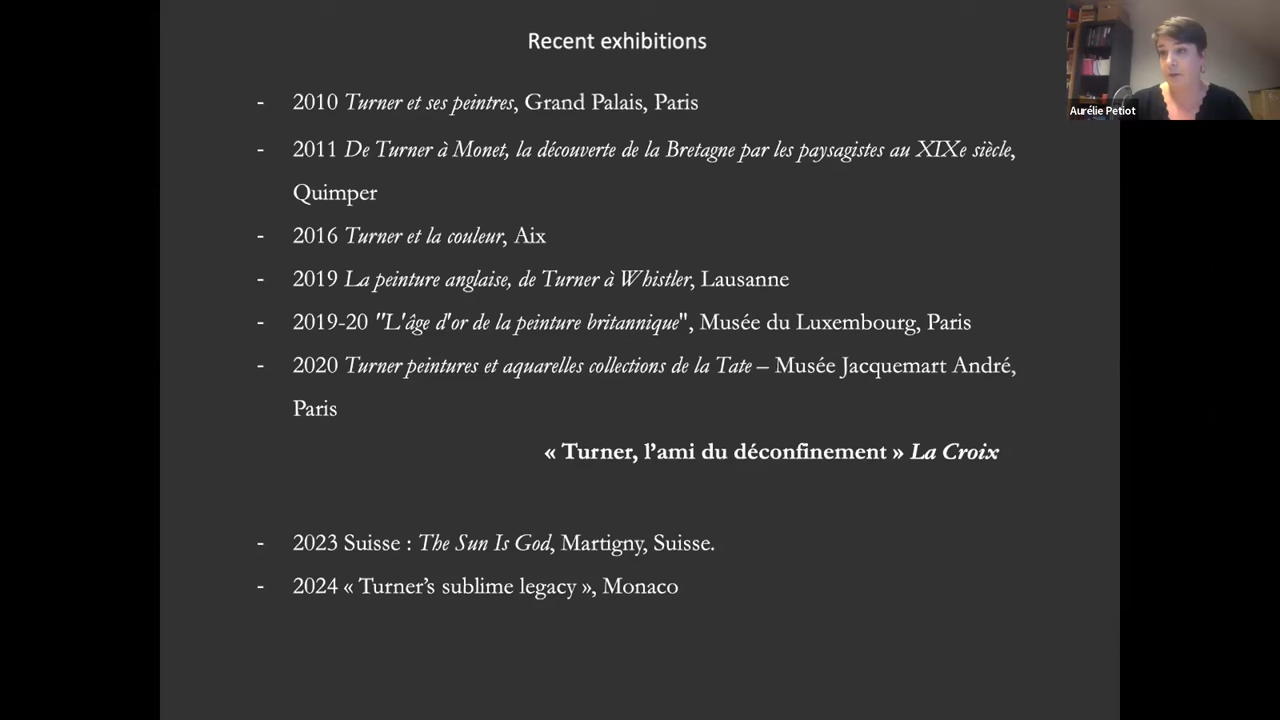 Recent exhibitions
Aurélie Petiot
- 2010 Turner et ses peintres, Grand Palais, Paris
- 2011 De Turner à Monet, la découverte de la Bretagne par les paysagistes au XIXe siècle,
Quimper
- 2016 Turner et la couleur, Aix
- 2019 La peinture anglaise, de Turner à Whistler, Lausanne
- 2019-20 "L'âge d'or de la peinture britannique", Musée du Luxembourg, Paris
- 2020 Turner peintures et aquarelles collections de la Tate – Musée Jacquemart André,
Paris
« Turner, l’ami du déconfinement » La Croix
- 2023 Suisse : The Sun Is God, Martigny, Suisse.
- 2024 « Turner’s sublime legacy », Monaco